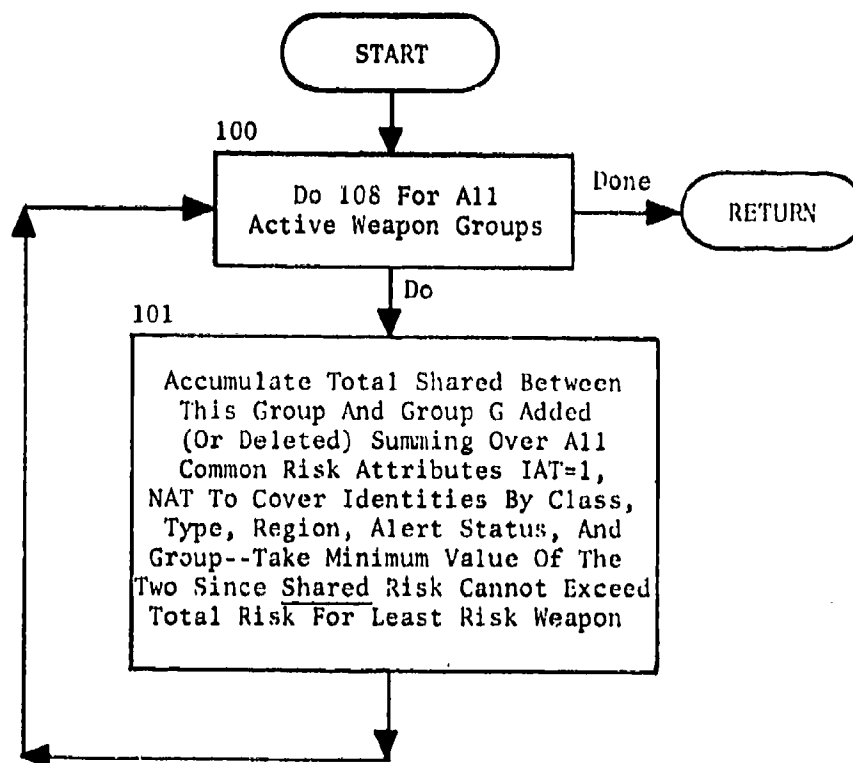 START
100
Do 108 For All
Active Weapon Groups
Done
RETURN
Do
101
Accumulate Total Shared Between
This Group And Group G Added
(Or Deleted) Summing Over All
Common Risk Attributes IAT=1,
NAT To Cover Identities By Class,
Type, Region, Alert Status, And
Group--Take Minimum Value Of The
Two Since Shared Risk Cannot Exceed
Total Risk For Least Risk Weapon